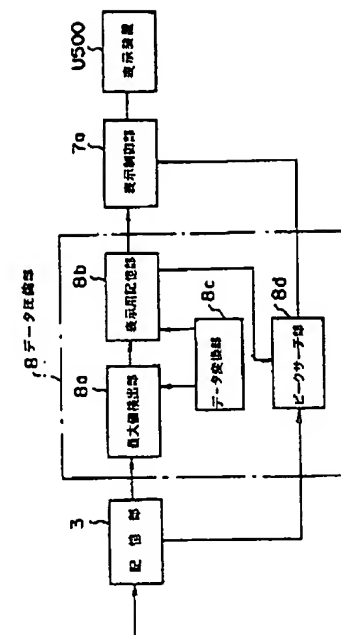 8 データ圧縮部
3
記憶部
8a
最大値検出部
8b
表示用記憶部
8c
データ変換部
8d
ピークサーチ部
7a
表示制御部
U500
表示装置